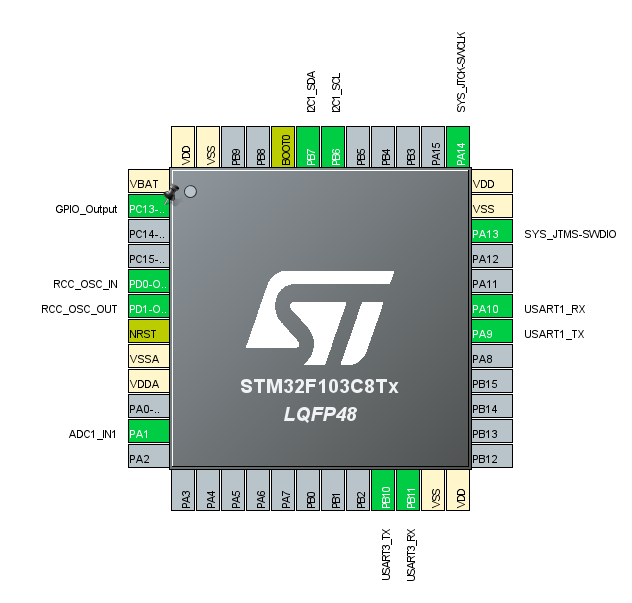 I2C1_SDA
I2C1_SCL
SYS_JTCK-SWCLK
VDD
VSS
PB9
PB8
BOOT0
PB7
PB6
PB5
PB4
PB3
PA15
PA14
VBAT
GPIO_Output PC13-..
PC14-..
PC15-..
RCC_OSC_IN PD0-O..
RCC_OSC_OUT PD1-O..
NRST
VSSA
VDDA
PA0-..
ADC1_IN1 PA1
PA2
ST
STM32F103C8Tx
LQFP48
VDD
VSS
PA13 SYS_JTMS-SWDIO
PA12
PA11
PA10 USART1_RX
PA9 USART1_TX
PA8
PB15
PB14
PB13
PB12
PA3
PA4
PA5
PA6
PA7
PB0
PB1
PB2
PB10
PB11
VSS
VDD
USART3_TX
USART3_RX